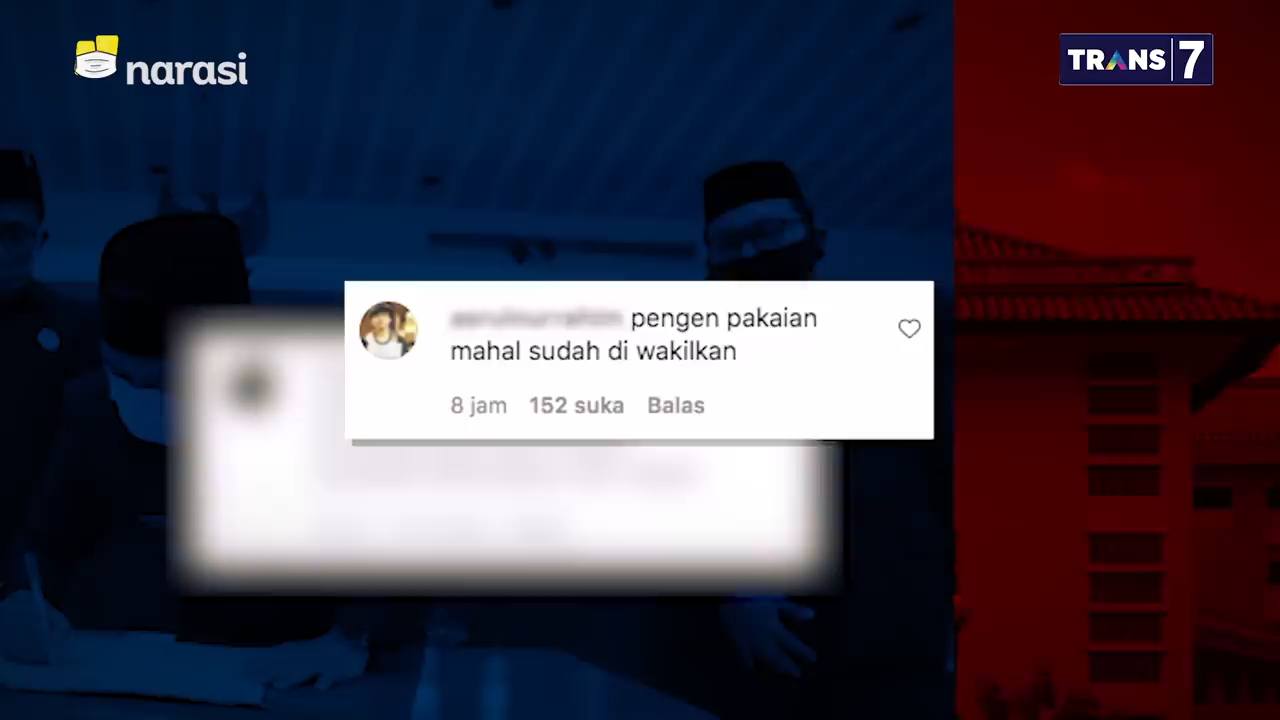 narasi
TRANS 7
pengen pakaian
mahal sudah di wakilkan
8 jam 152 suka Balas